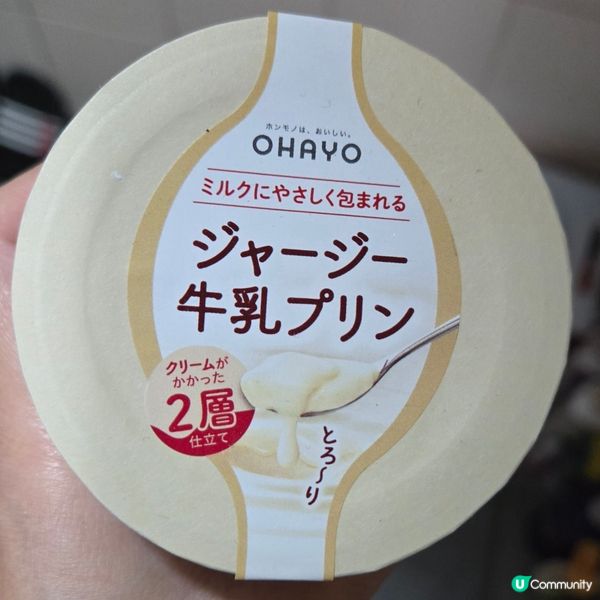 ホンモノは、おいしい。
OHAYO
ミルクにやさしく包まれる
ジャージー
牛乳プリン
クリームが
かかった
2層
仕立て
とろ〜り
U Community